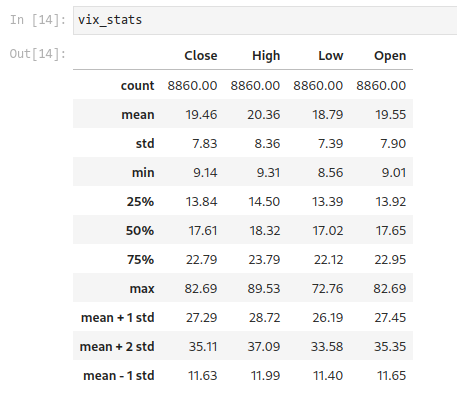 In [14]: vix_stats
Out[14]:
Close High Low Open
count 8860.00 8860.00 8860.00 8860.00
mean 19.46 20.36 18.79 19.55
std 7.83 8.36 7.39 7.90
min 9.14 9.31 8.56 9.01
25% 13.84 14.50 13.39 13.92
50% 17.61 18.32 17.02 17.65
75% 22.79 23.79 22.12 22.95
max 82.69 89.53 72.76 82.69
mean + 1 std 27.29 28.72 26.19 27.45
mean + 2 std 35.11 37.09 33.58 35.35
mean - 1 std 11.63 11.99 11.40 11.65